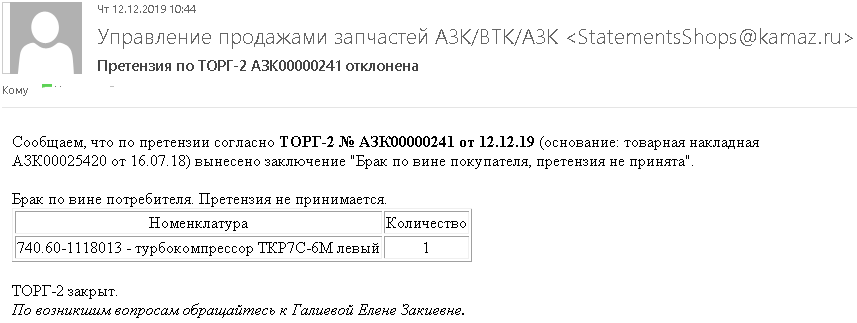 Чт 12.12.2019 10:44
Управление продажами запчастей АЗК/ВТК/АЗК <StatementsShops@kamaz.ru>
Претензия по ТОРГ-2 АЗК00000241 отклонена
Кому
Сообщаем, что по претензии согласно ТОРГ-2 № АЗК00000241 от 12.12.19 (основание: товарная накладная
АЗК00025420 от 16.07.18) вынесено заключение "Брак по вине покупателя, претензия не принята".
Брак по вине потребителя. Претензия не принимается.
Номенклатура Количество
740.60-1118013 - турбокомпрессор ТКР7С-6М левый 1
ТОРГ-2 закрыт.
По возникшим вопросам обращайтесь к Галиевой Елене Закиевне.